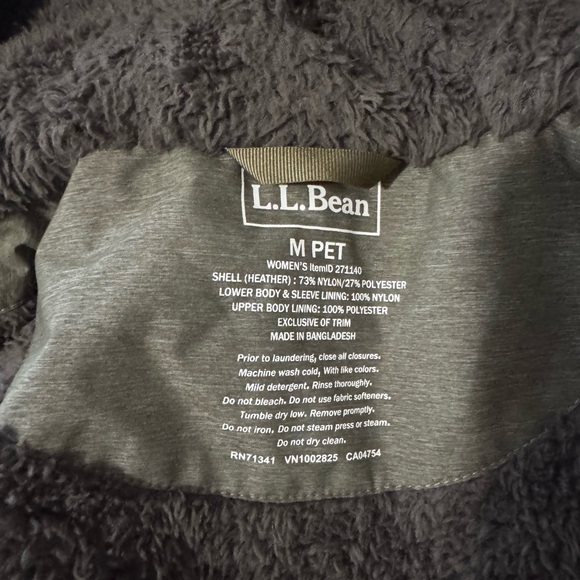 L.L.Bean
M PET
WOMEN'S ItemID 271140
SHELL (HEATHER) : 73% NYLON/27% POLYESTER
LOWER BODY & SLEEVE LINING: 100% NYLON
UPPER BODY LINING: 100% POLYESTER
EXCLUSIVE OF TRIM
MADE IN BANGLADESH
Prior to laundering, close all closures.
Machine wash cold, With like colors.
Mild detergent. Rinse thoroughly.
Do not bleach. Do not use fabric softeners.
Tumble dry low. Remove promptly.
Do not iron. Do not steam press or steam.
Do not dry clean.
RN71341 VN1002825 CA04754